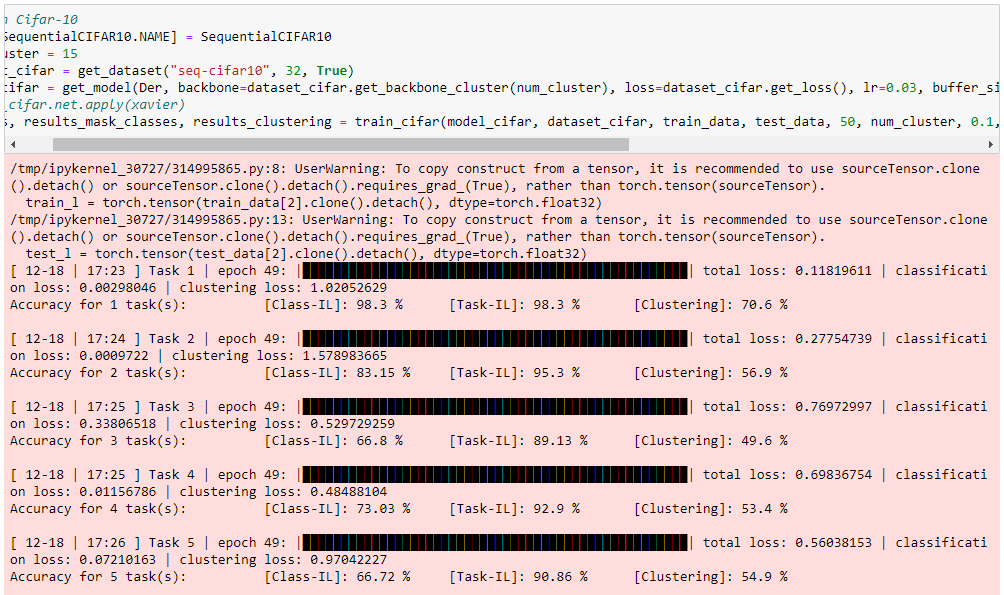 n Cifar-10
SequentialCIFAR10.NAME] = SequentialCIFAR10
uster = 15
t_cifar = get_dataset("seq-cifar10", 32, True)
cifar = get_model(Der, backbone=dataset_cifar.get_backbone_cluster(num_cluster), loss=dataset_cifar.get_loss(), lr=0.03, buffer_si
_cifar.net.apply(xavier)
s, results_mask_classes, results_clustering = train_cifar(model_cifar, dataset_cifar, train_data, test_data, 50, num_cluster, 0.1,
/tmp/ipykernel_30727/314995865.py:8: UserWarning: To copy construct from a tensor, it is recommended to use sourceTensor.clone
().detach() or sourceTensor.clone().detach().requires_grad_(True), rather than torch.tensor(sourceTensor).
  train_l = torch.tensor(train_data[2].clone().detach(), dtype=torch.float32)
/tmp/ipykernel_30727/314995865.py:13: UserWarning: To copy construct from a tensor, it is recommended to use sourceTensor.clone
().detach() or sourceTensor.clone().detach().requires_grad_(True), rather than torch.tensor(sourceTensor).
  test_l = torch.tensor(test_data[2].clone().detach(), dtype=torch.float32)
[ 12-18 | 17:23 ] Task 1 | epoch 49: | | total loss: 0.11819611 | classificati
on loss: 0.00298046 | clustering loss: 1.02052629
Accuracy for 1 task(s): [Class-IL]: 98.3 % [Task-IL]: 98.3 % [Clustering]: 70.6 %
[ 12-18 | 17:24 ] Task 2 | epoch 49: | | total loss: 0.27754739 | classificati
on loss: 0.0009722 | clustering loss: 1.578983665
Accuracy for 2 task(s): [Class-IL]: 83.15 % [Task-IL]: 95.3 % [Clustering]: 56.9 %
[ 12-18 | 17:25 ] Task 3 | epoch 49: | | total loss: 0.76972997 | classificati
on loss: 0.33806518 | clustering loss: 0.529729259
Accuracy for 3 task(s): [Class-IL]: 66.8 % [Task-IL]: 89.13 % [Clustering]: 49.6 %
[ 12-18 | 17:25 ] Task 4 | epoch 49: | | total loss: 0.69836754 | classificati
on loss: 0.01156786 | clustering loss: 0.48488104
Accuracy for 4 task(s): [Class-IL]: 73.03 % [Task-IL]: 92.9 % [Clustering]: 53.4 %
[ 12-18 | 17:26 ] Task 5 | epoch 49: | | total loss: 0.56038153 | classificati
on loss: 0.07210163 | clustering loss: 0.97042227
Accuracy for 5 task(s): [Class-IL]: 66.72 % [Task-IL]: 90.86 % [Clustering]: 54.9 %